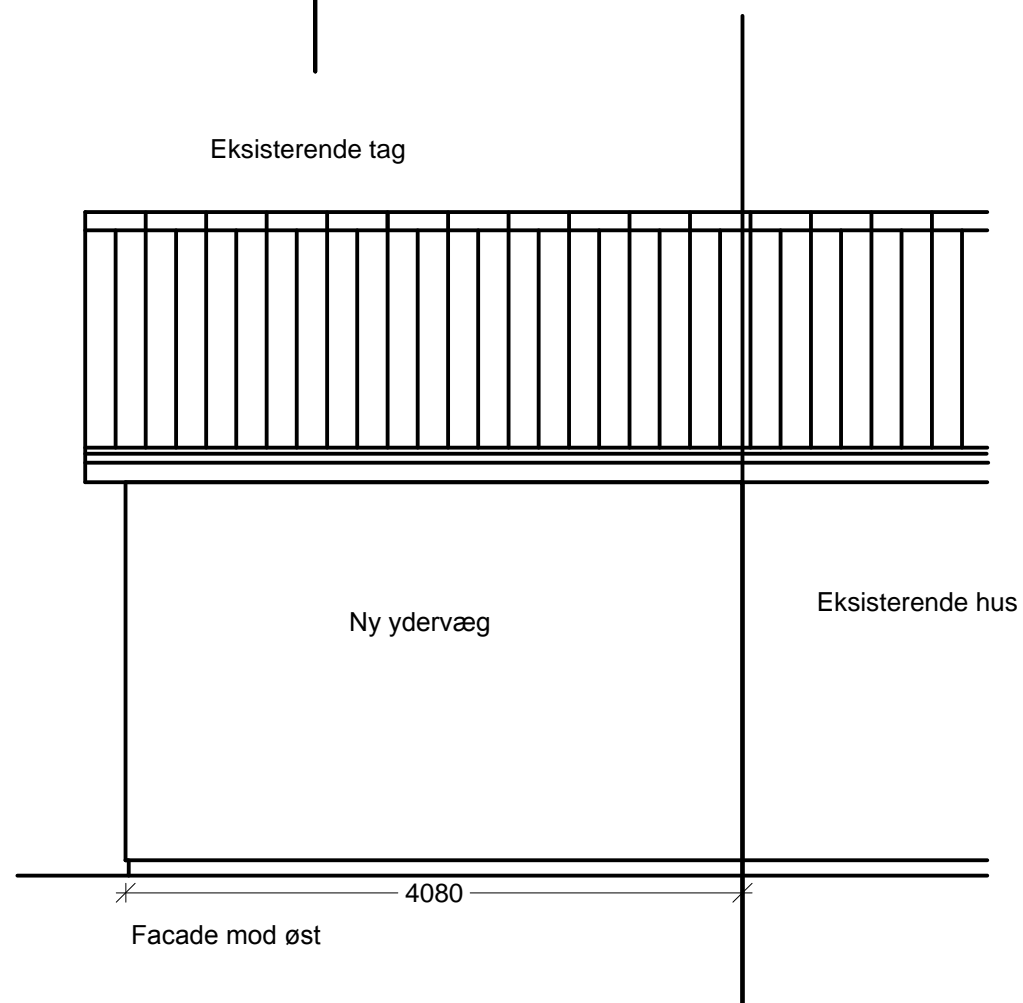 Eksisterende tag
Eksisterende hus
Ny ydervæg
4080
Facade mod øst